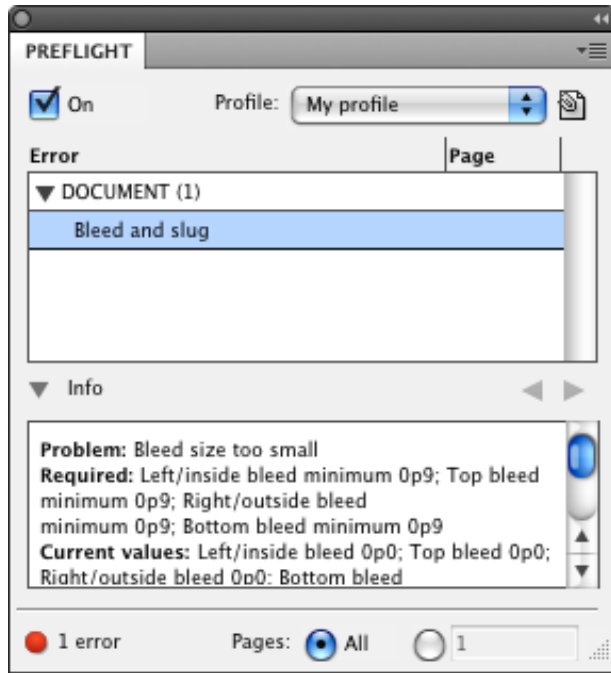 PREFLIGHT
On
Profile: My profile
Error Page
DOCUMENT (1)
Bleed and slug
Info
Problem: Bleed size too small
Required: Left/inside bleed minimum 0p9; Top bleed
minimum 0p9; Right/outside bleed
minimum 0p9; Bottom bleed minimum 0p9
Current values: Left/inside bleed 0p0; Top bleed 0p0;
Right/outside bleed 0p0; Bottom bleed
1 error
Pages: All 1